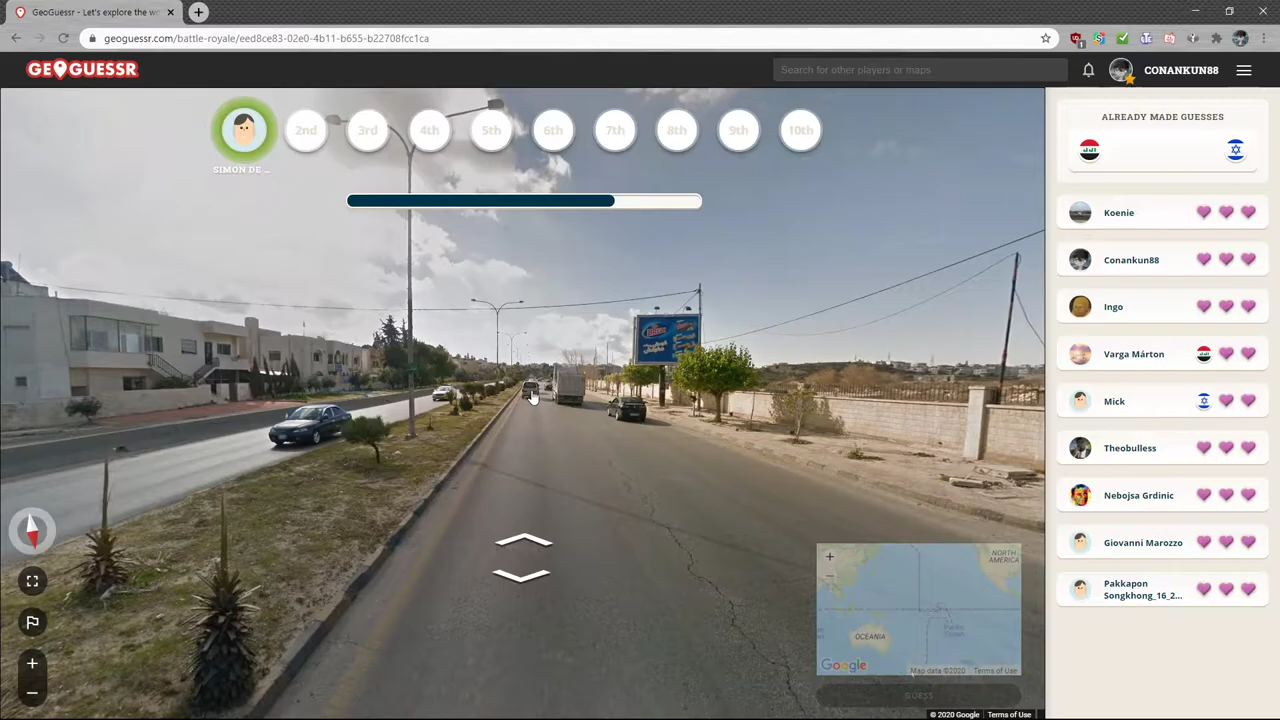 GeoGuessr - Let's explore the wo
geoguessr.com/battle-royale/eed8ce83-02e0-4b11-b655-b22708fcc1ca
GEOGUESSR
Search for other players or maps
CONANKUN88
2nd
3rd
4th
5th
6th
7th
8th
9th
10th
SIMON DE ...
ALREADY MADE GUESSES
Koenie
Conankun88
Ingo
Varga Márton
Mick
Theobulless
Nebojsa Grdinic
Giovanni Marozzo
Pakkapon
Songkhong_16_2...
NORTH
AMERICA
OCEANIA
Pacific
Ocean
Google
Map data ©2020
Terms of Use
GUESS
© 2020 Google
Terms of Use